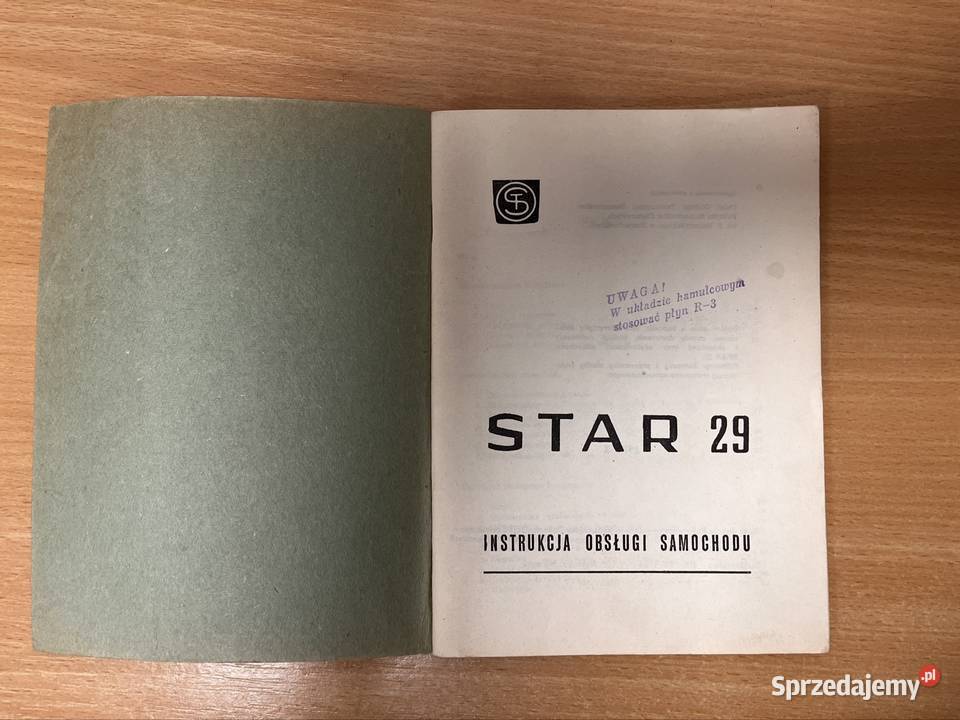 UWAGA!
W układzie hamulcowym
stosować płyn R-3
STAR 29
INSTRUKCJA OBSŁUGI SAMOCHODU
Sprzedajemy.pl